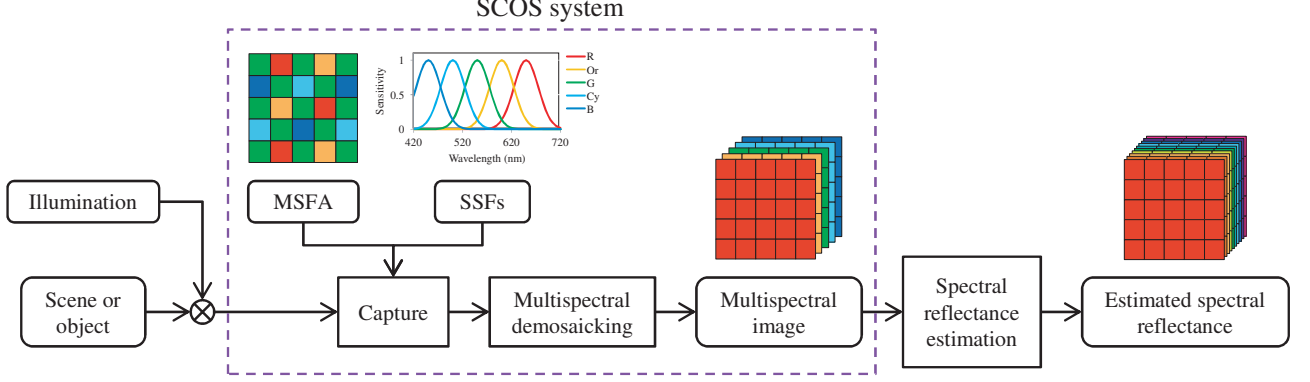 SCOS system
1
0.5
0
Sensitivity
420
520
620
720
Wavelength (nm)
R
Or
G
Cy
B
Illumination
MSFA
SSFs
Scene or
object
Capture
Multispectral
demosaicking
Multispectral
image
Spectral
reflectance
estimation
Estimated spectral
reflectance